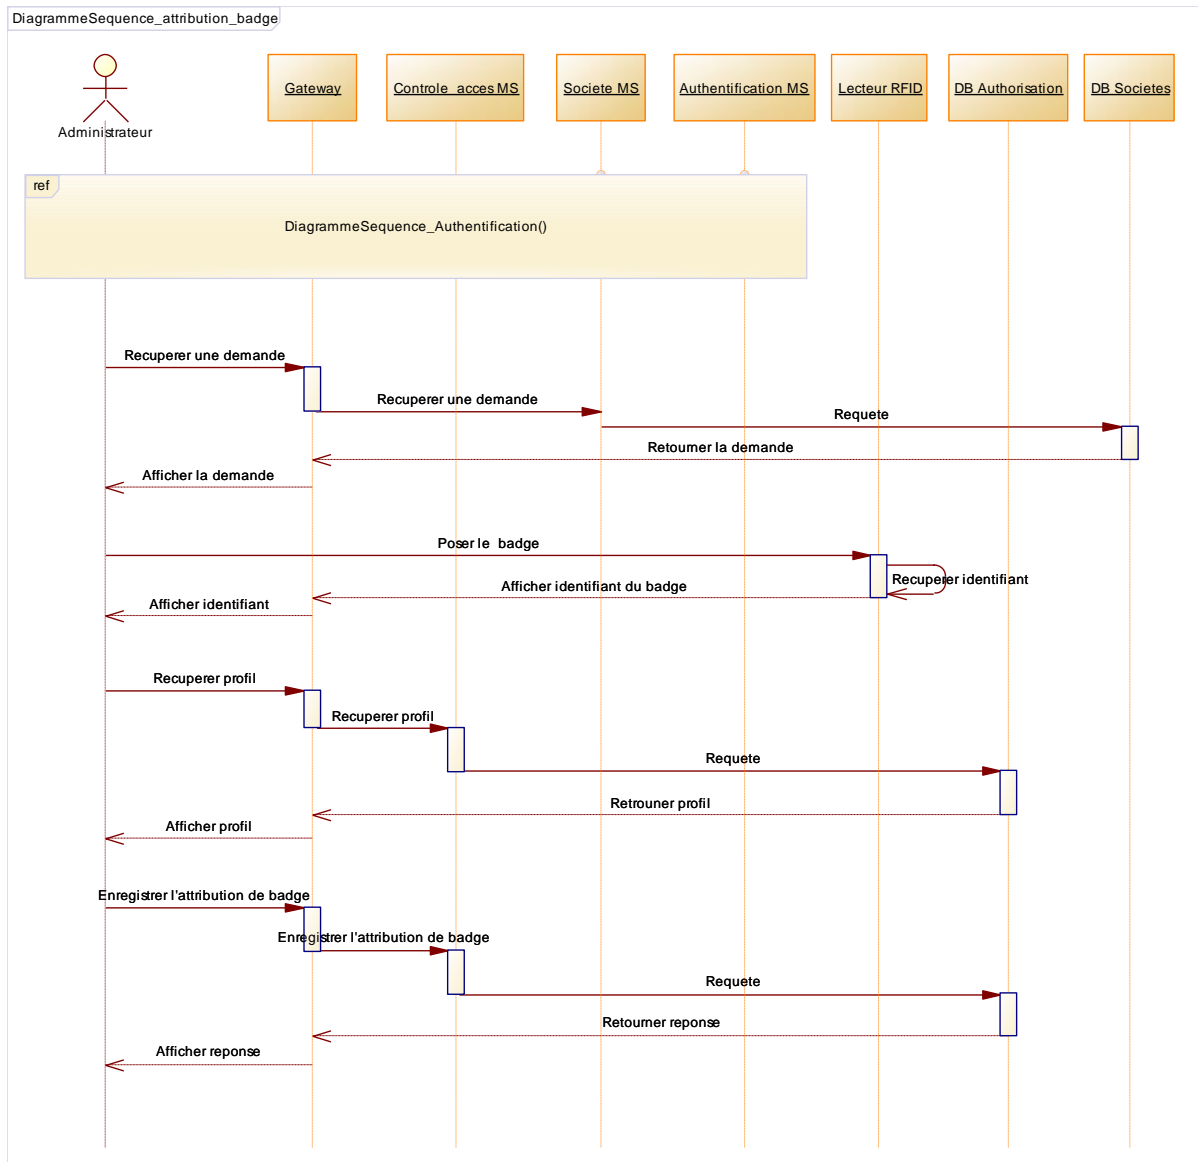 DiagrammeSequence_attribution_badge
Administrateur
Gateway
Controle_acces MS
Societe MS
Authentification MS
Lecteur RFID
DB Authorisation
DB Societes
ref
DiagrammeSequence_Authentification()
Recuperer une demande
Recuperer une demande
Requete
Retourner la demande
Afficher la demande
Poser le badge
Recuperer identifiant
Afficher identifiant du badge
Afficher identifiant
Recuperer profil
Recuperer profil
Requete
Retrouner profil
Afficher profil
Enregistrer l'attribution de badge
Enregistrer l'attribution de badge
Requete
Retourner reponse
Afficher reponse